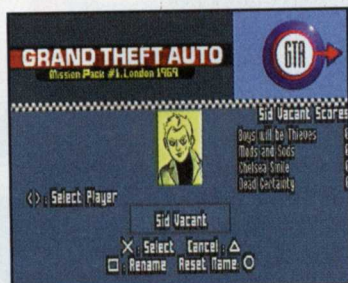 GRAND THEFT AUTO
Mission Pack #1, London 1969
GTA
Sid Vacant Scores
Boys will be Thieves
Mods and Sods
Chelsea Smile
Dead Certainty
< > : Select Player
Sid Vacant
X : Select Cancel : △
□ : Rename Reset Name ○